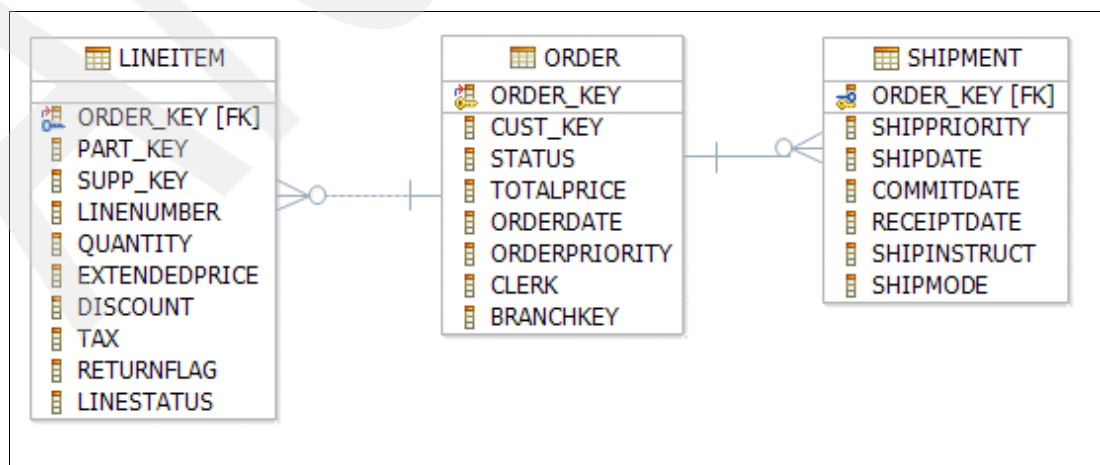 LINEITEM
ORDER_KEY [FK]
PART_KEY
SUPP_KEY
LINENUMBER
QUANTITY
EXTENDEDPRICE
DISCOUNT
TAX
RETURNFLAG
LINESTATUS
ORDER
ORDER_KEY
CUST_KEY
STATUS
TOTALPRICE
ORDERDATE
ORDERPRIORITY
CLERK
BRANCHKEY
SHIPMENT
ORDER_KEY [FK]
SHIPPRIORITY
SHIPDATE
COMMITDATE
RECEIPTDATE
SHIPINSTRUCT
SHIPMODE